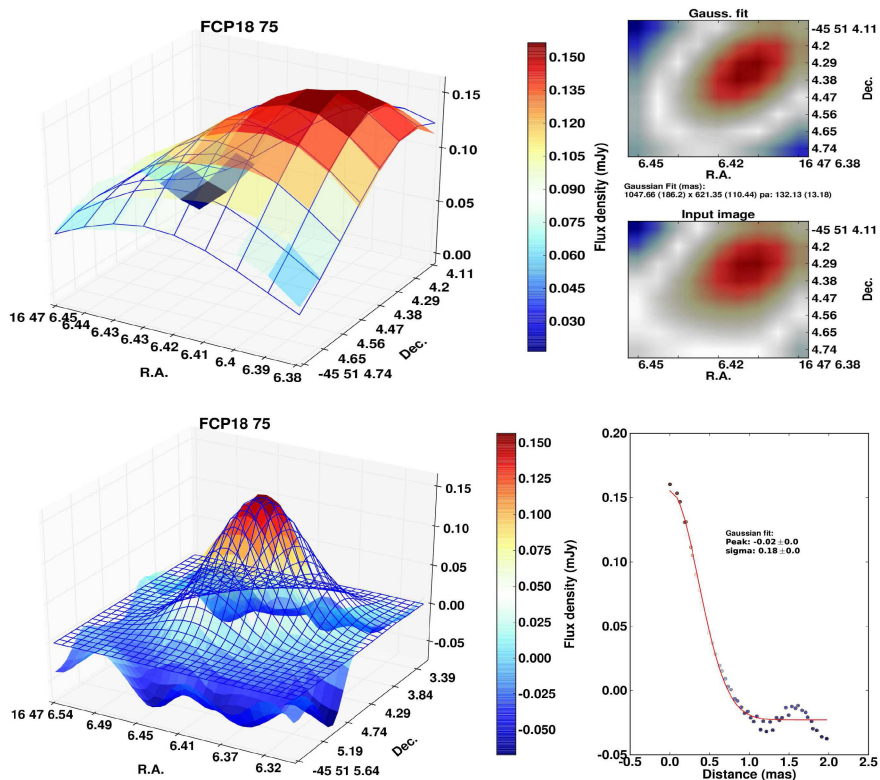 FCP18 75
0.15
0.10
0.05
0.00
4.11
4.2
4.29
4.38
4.47
4.56
4.65
-45 51 4.74
Dec.
16 47 6.45
6.44
6.43
6.43
6.42
6.41
6.4
6.39
6.38
R.A.
0.150
0.135
0.120
0.105
0.090
0.075
0.060
0.045
0.030
Flux density (mJy)
Gauss. fit
-45 51 4.11
4.2
4.29
4.38
4.47
4.56
4.65
4.74
Dec.
6.45
6.42
16 47 6.38
R.A.
Gaussian Fit (mas):
1047.66 (186.2) x 621.35 (110.44) pa: 132.13 (13.18)
Input image
-45 51 4.11
4.2
4.29
4.38
4.47
4.56
4.65
4.74
Dec.
6.45
6.42
16 47 6.38
R.A.
FCP18 75
0.15
0.10
0.05
0.00
-0.05
3.39
3.84
4.29
4.74
5.19
-45 51 5.64
Dec.
16 47 6.54
6.49
6.45
6.41
6.37
6.32
R.A.
0.150
0.125
0.100
0.075
0.050
0.025
0.000
-0.025
-0.050
Flux density (mJy)
0.20
0.15
0.10
0.05
0.00
-0.05
Gaussian fit:
Peak: -0.02 ±0.0
sigma: 0.18 ±0.0
0.0
0.5
1.0
1.5
2.0
2.5
Distance (mas)